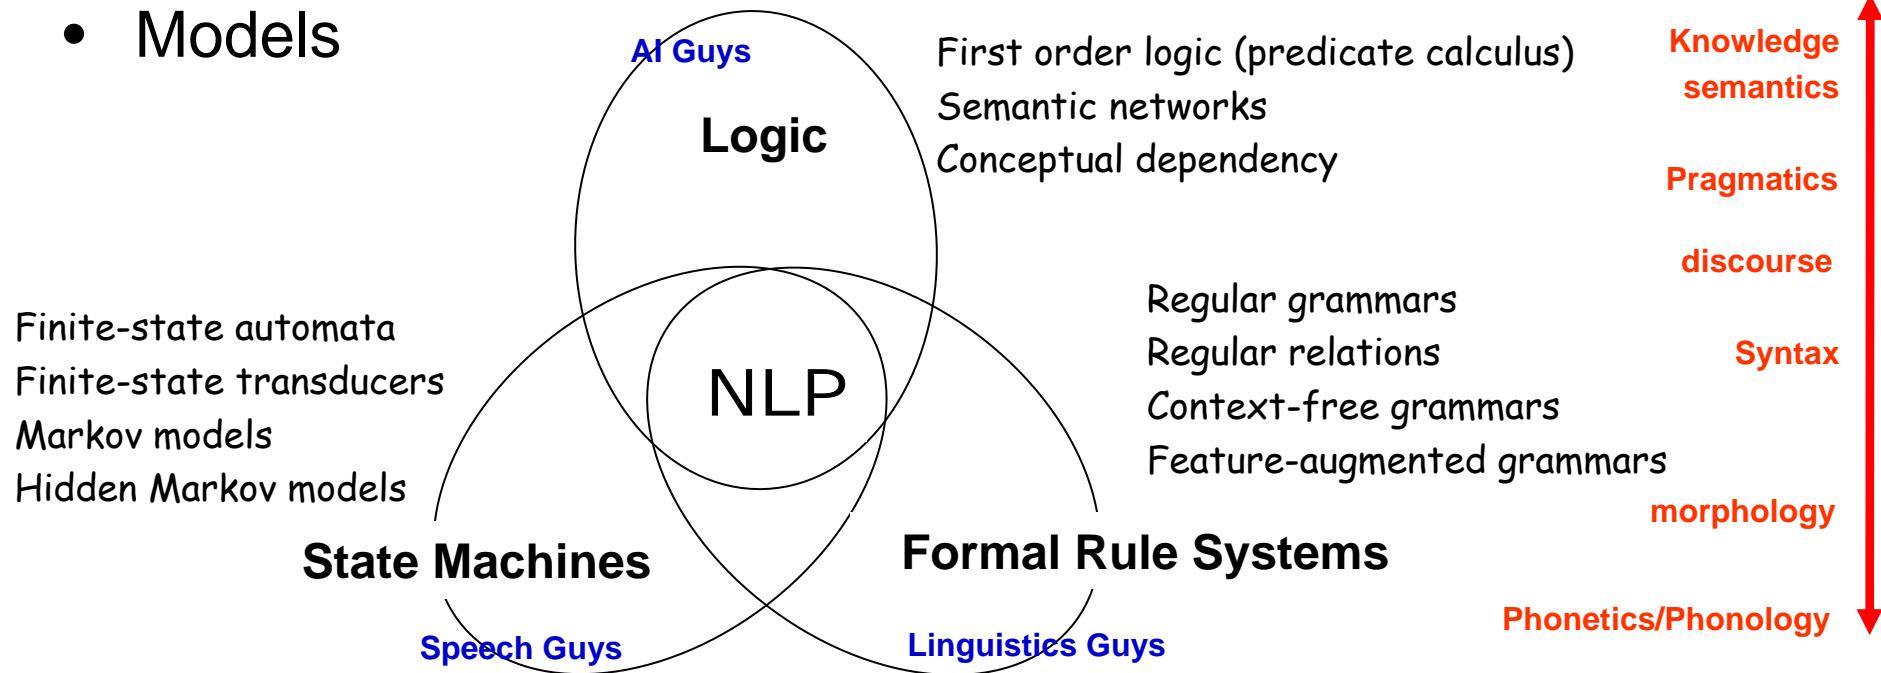 • Models
AI Guys
Logic
First order logic (predicate calculus)
Semantic networks
Conceptual dependency
Knowledge
semantics
Pragmatics
discourse
Syntax
morphology
Phonetics/Phonology
Finite-state automata
Finite-state transducers
Markov models
Hidden Markov models
NLP
Regular grammars
Regular relations
Context-free grammars
Feature-augmented grammars
State Machines
Formal Rule Systems
Speech Guys
Linguistics Guys